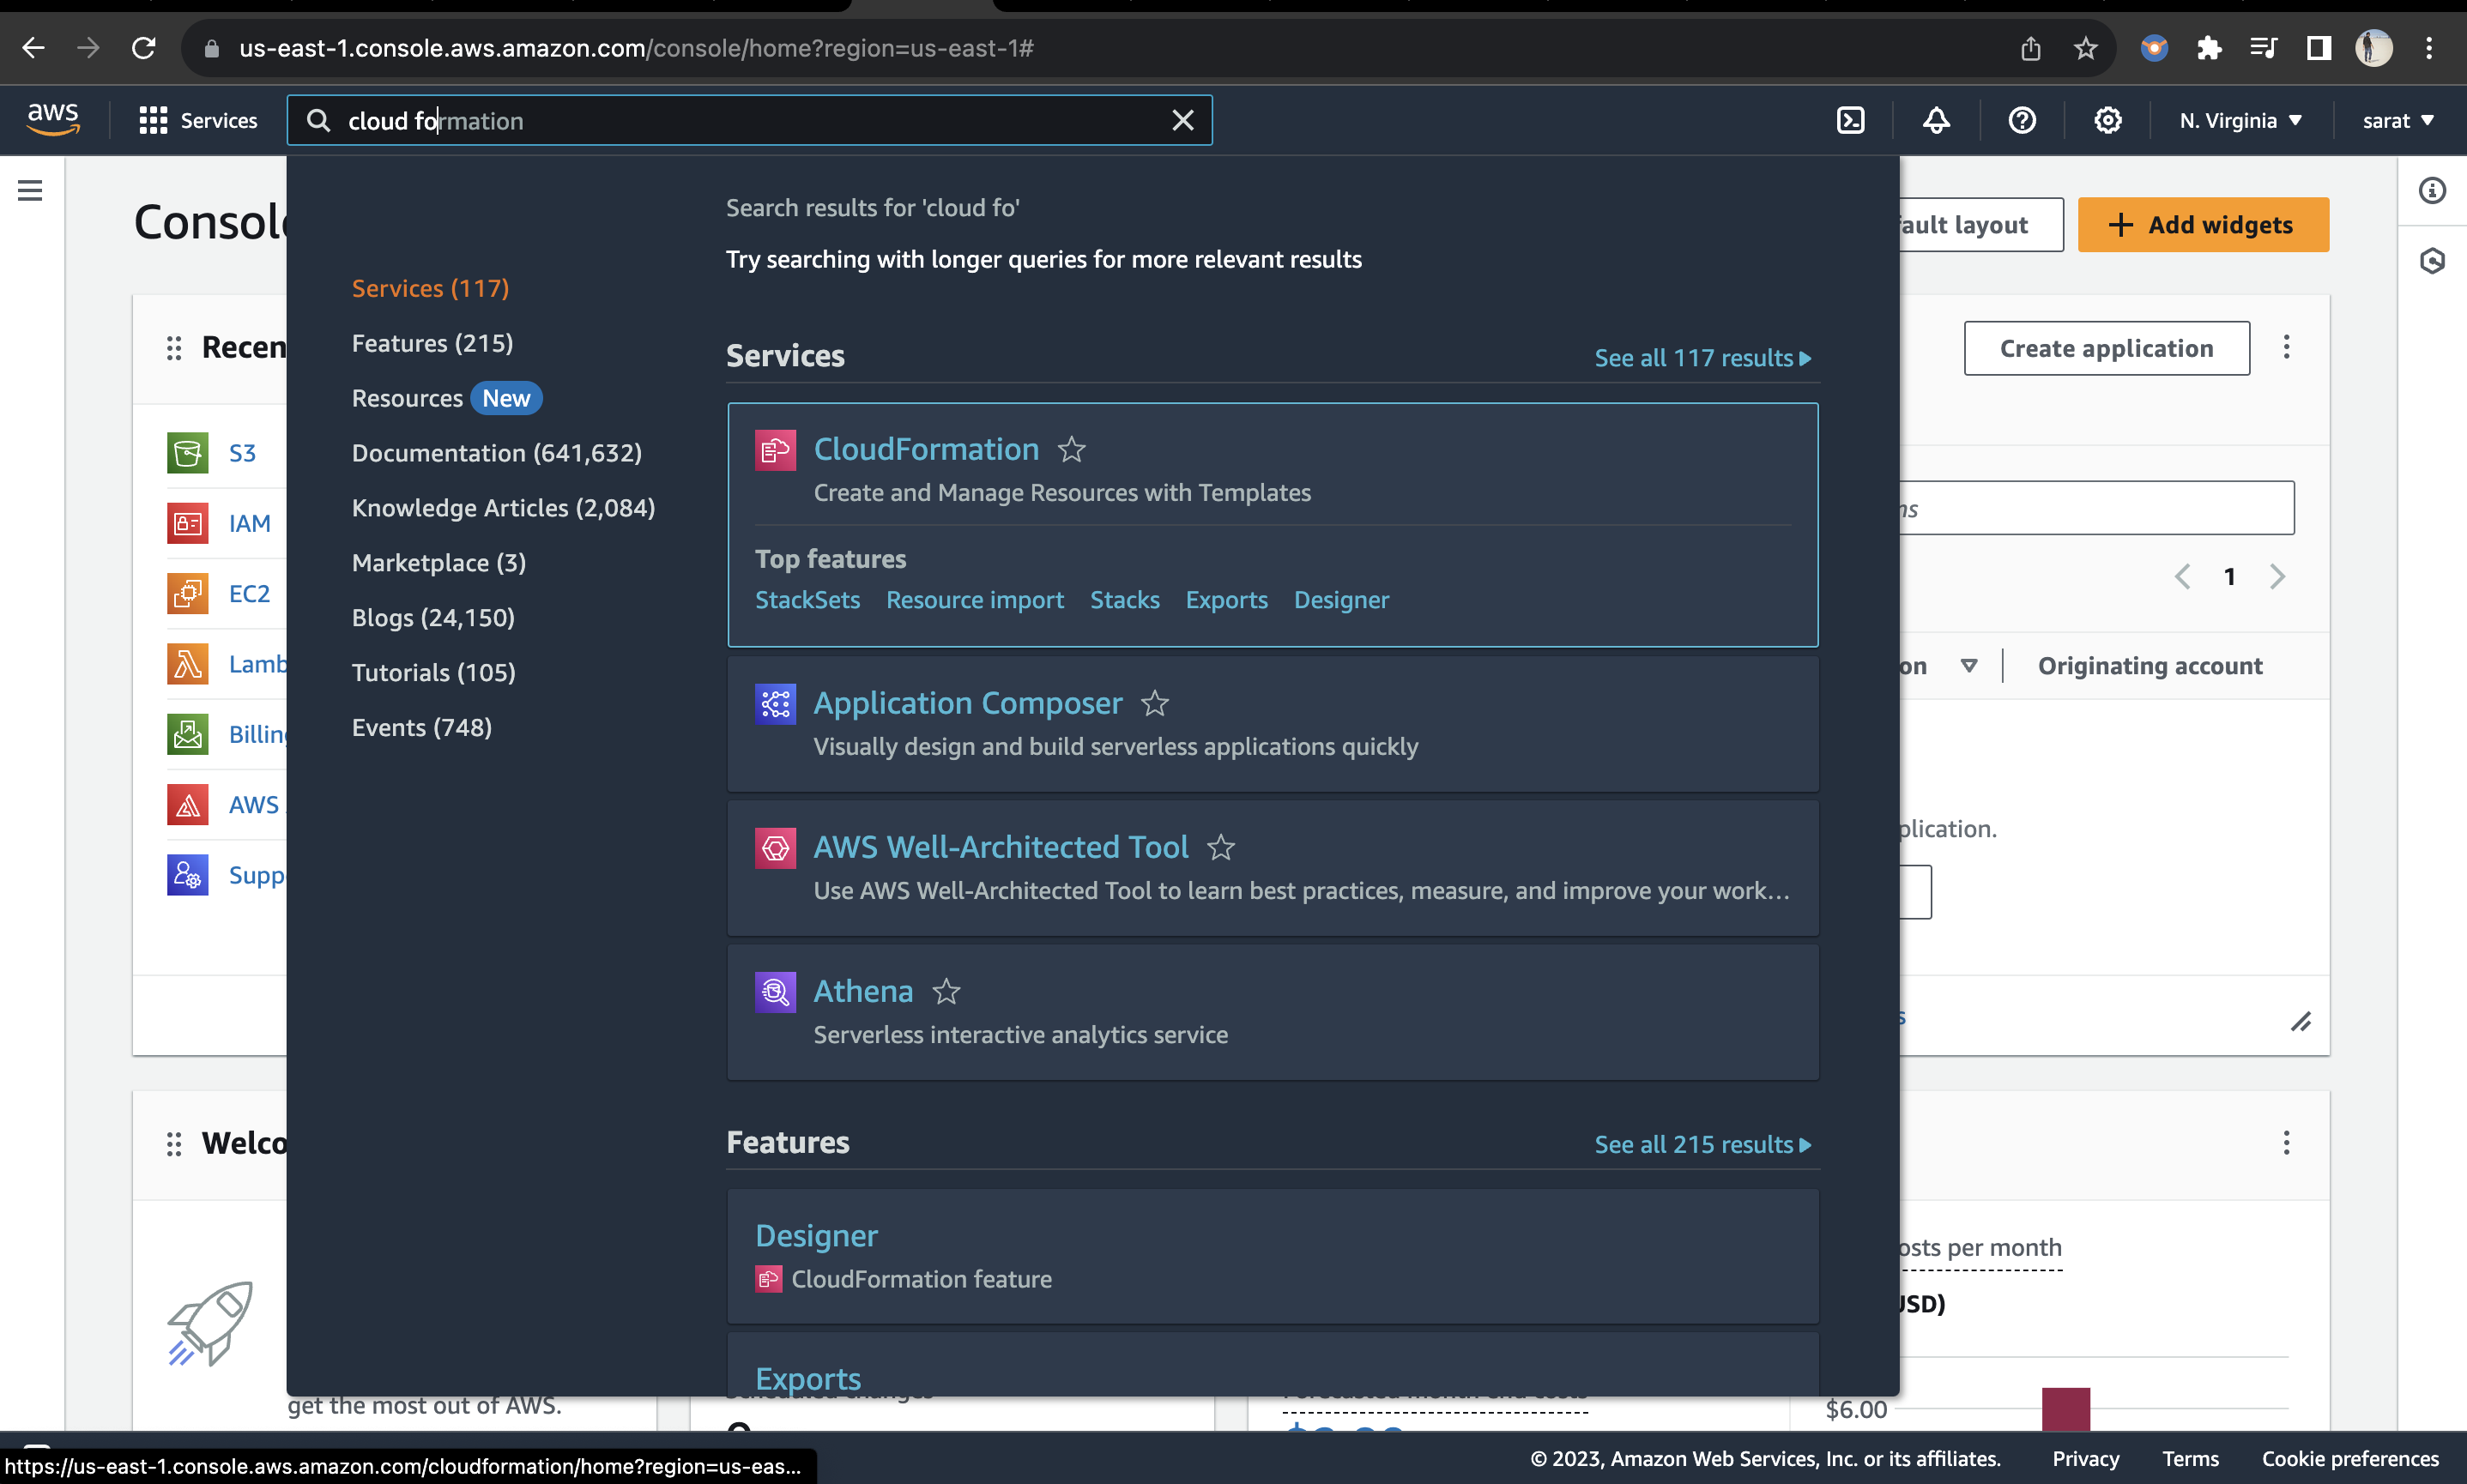 us-east-1.console.aws.amazon.com/console/home?region=us-east-1#
aws
Services
cloud formation
N. Virginia
sarat
Consol
fault layout
Add widgets
Search results for 'cloud fo'
Try searching with longer queries for more relevant results
Services (117)
Features (215)
Resources New
Documentation (641,632)
Knowledge Articles (2,084)
Marketplace (3)
Blogs (24,150)
Tutorials (105)
Events (748)
Services
See all 117 results
CloudFormation
Create and Manage Resources with Templates
Top features
StackSets Resource import Stacks Exports Designer
Application Composer
Visually design and build serverless applications quickly
AWS Well-Architected Tool
Use AWS Well-Architected Tool to learn best practices, measure, and improve your work...
Athena
Serverless interactive analytics service
Features
See all 215 results
Designer
CloudFormation feature
Exports
Recen
S3
IAM
EC2
Lamb
Billing
AWS
Supp
Create application
ns
1
on
Originating account
plication.
s
Welco
get the most out of AWS.
osts per month
USD)
$6.00
https://us-east-1.console.aws.amazon.com/cloudformation/home?region=us-eas...
© 2023, Amazon Web Services, Inc. or its affiliates.
Privacy
Terms
Cookie preferences